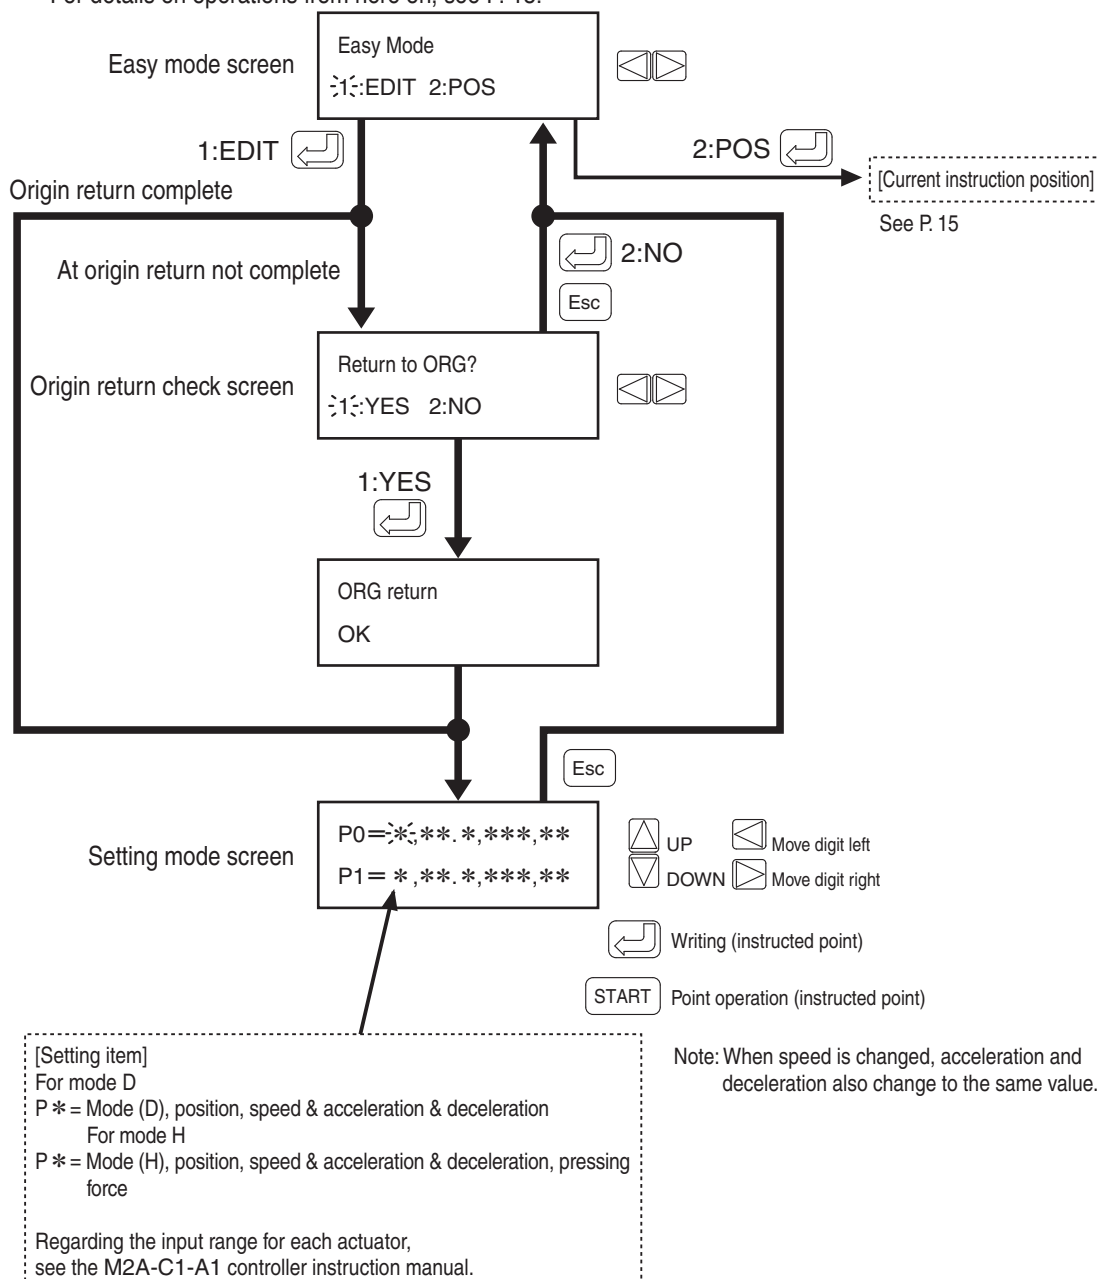 For details on operations from here on, see P. 15.
Easy mode screen
Easy Mode
1:EDIT 2:POS
1:EDIT
2:POS
Origin return complete
[Current instruction position]
See P. 15
At origin return not complete
2:NO
Esc
Origin return check screen
Return to ORG?
1:YES 2:NO
1:YES
ORG return
OK
Esc
Setting mode screen
P0=*,**.*,***,**
P1=*,**.*,***,**
UP
Move digit left
DOWN
Move digit right
Writing (instructed point)
START
Point operation (instructed point)
[Setting item]
For mode D
P*= Mode (D), position, speed & acceleration & deceleration
For mode H
P*= Mode (H), position, speed & acceleration & deceleration, pressing
force
Regarding the input range for each actuator,
see the M2A-C1-A1 controller instruction manual.
Note: When speed is changed, acceleration and
deceleration also change to the same value.